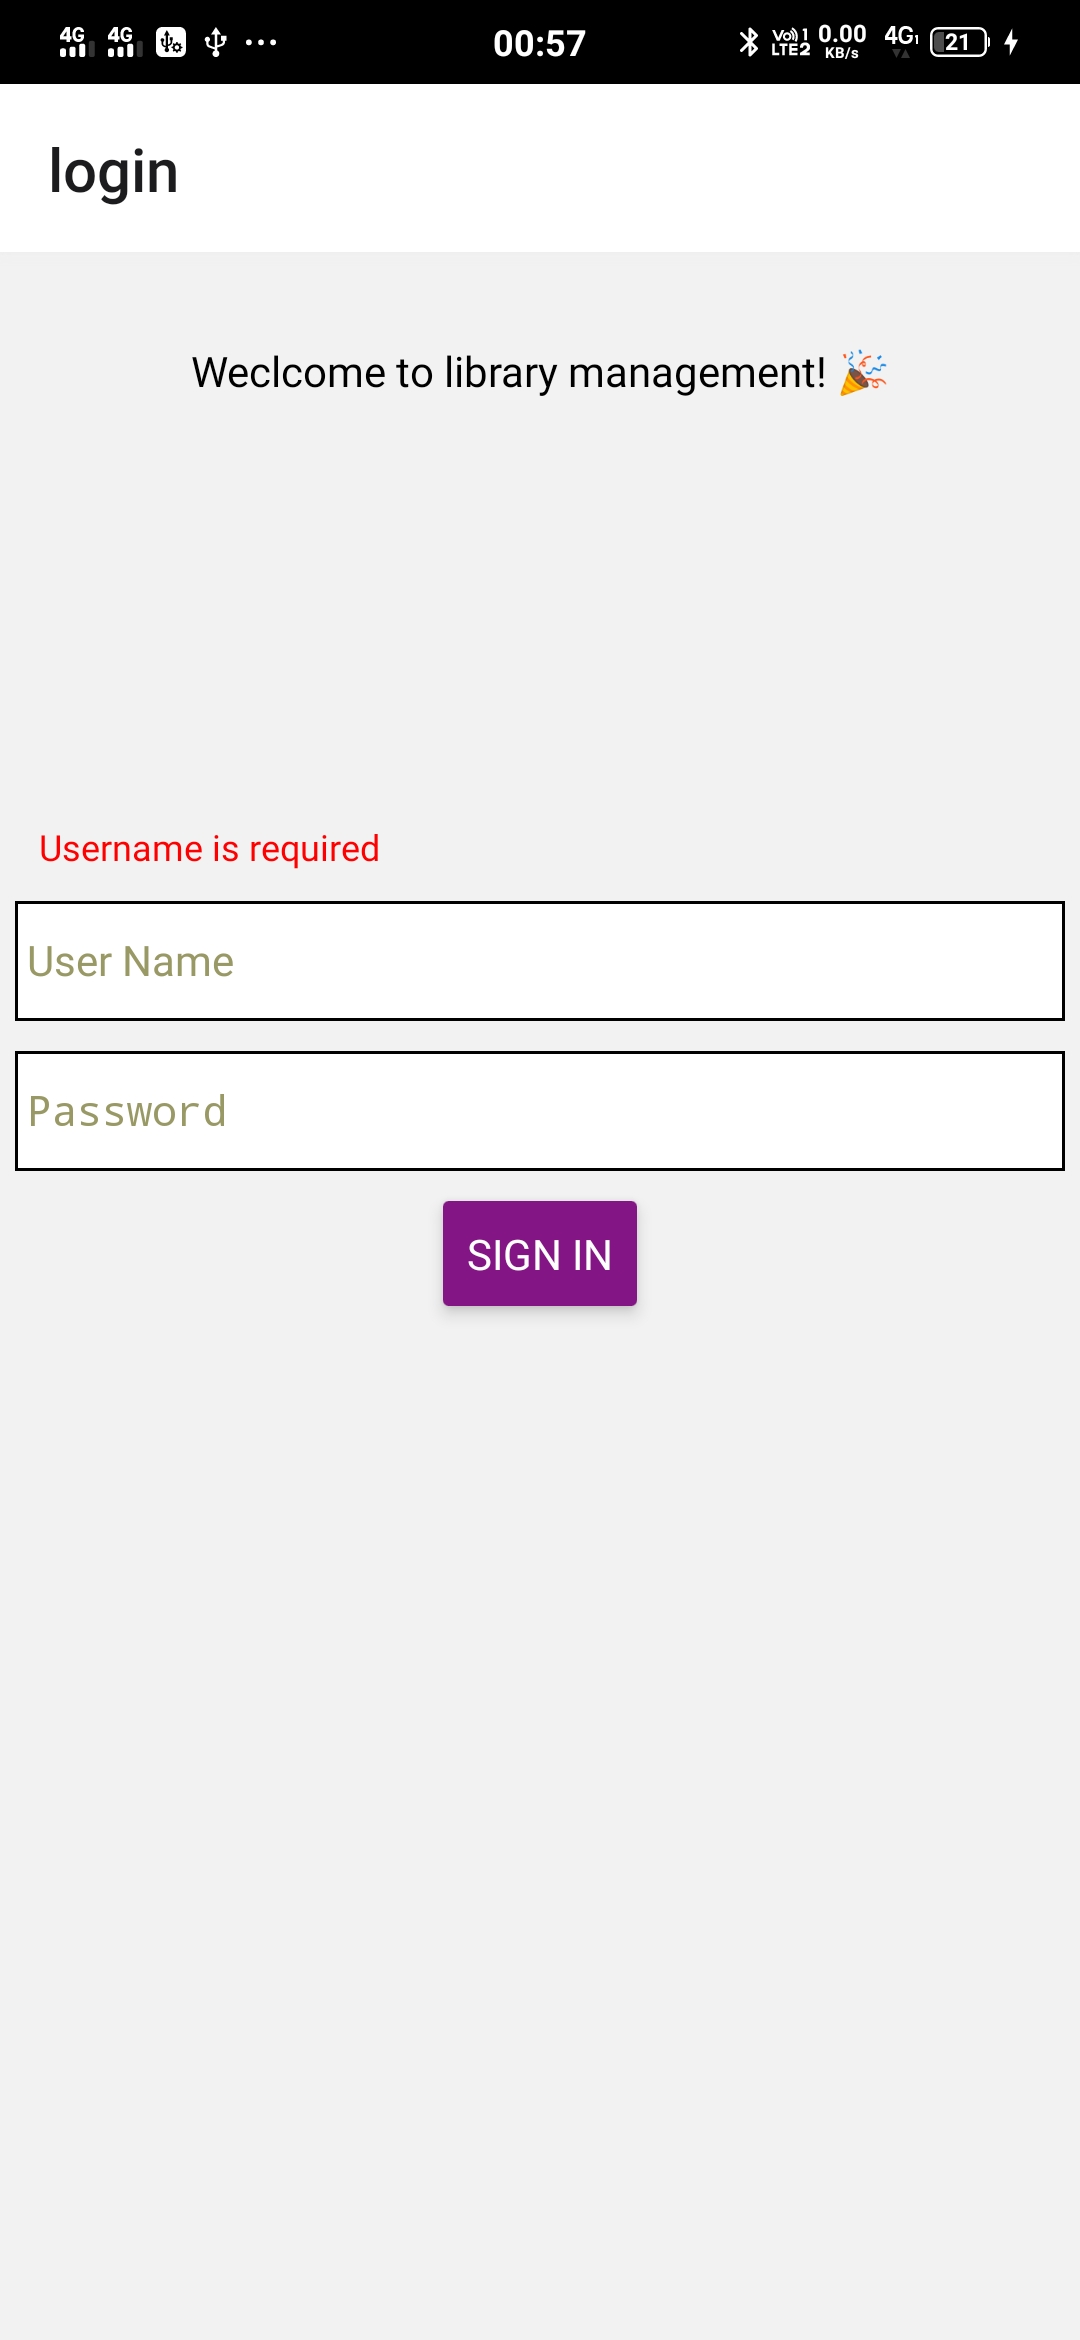 4G 4G 00:57 Vo)) 1 LTE2 0.00 KB/s 4G1 21
login
Weclcome to library management! 🎉
Username is required
User Name
Password
SIGN IN